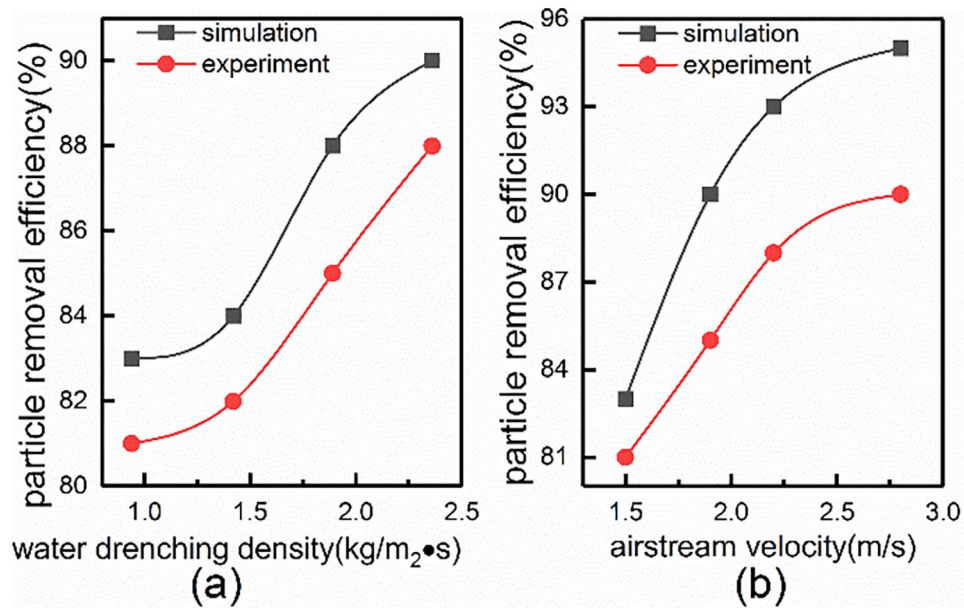 simulation
experiment
particle removal efficiency(%)
90
88
86
84
82
80
1.0 1.5 2.0 2.5
water drenching density(kg/m₂•s)
(a)
simulation
experiment
particle removal efficiency(%)
96
93
90
87
84
81
1.5 2.0 2.5 3.0
airstream velocity(m/s)
(b)